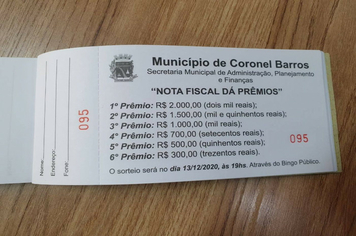 Município de Coronel Barros
Secretaria Municipal de Administração, Planejamento
e Finanças
"NOTA FISCAL DÁ PRÊMIOS"
1º Prêmio: R$ 2.000,00 (dois mil reais);
2º Prêmio: R$ 1.500,00 (mil e quinhentos reais);
3º Prêmio: R$ 1.000,00 (mil reais);
4º Prêmio: R$ 700,00 (setecentos reais);
5º Prêmio: R$ 500,00 (quinhentos reais);
6º Prêmio: R$ 300,00 (trezentos reais).
O sorteio será no dia 13/12/2020, às 19hs. Através do Bingo Público.
095
095
Nome:
Endereço:
Fone: